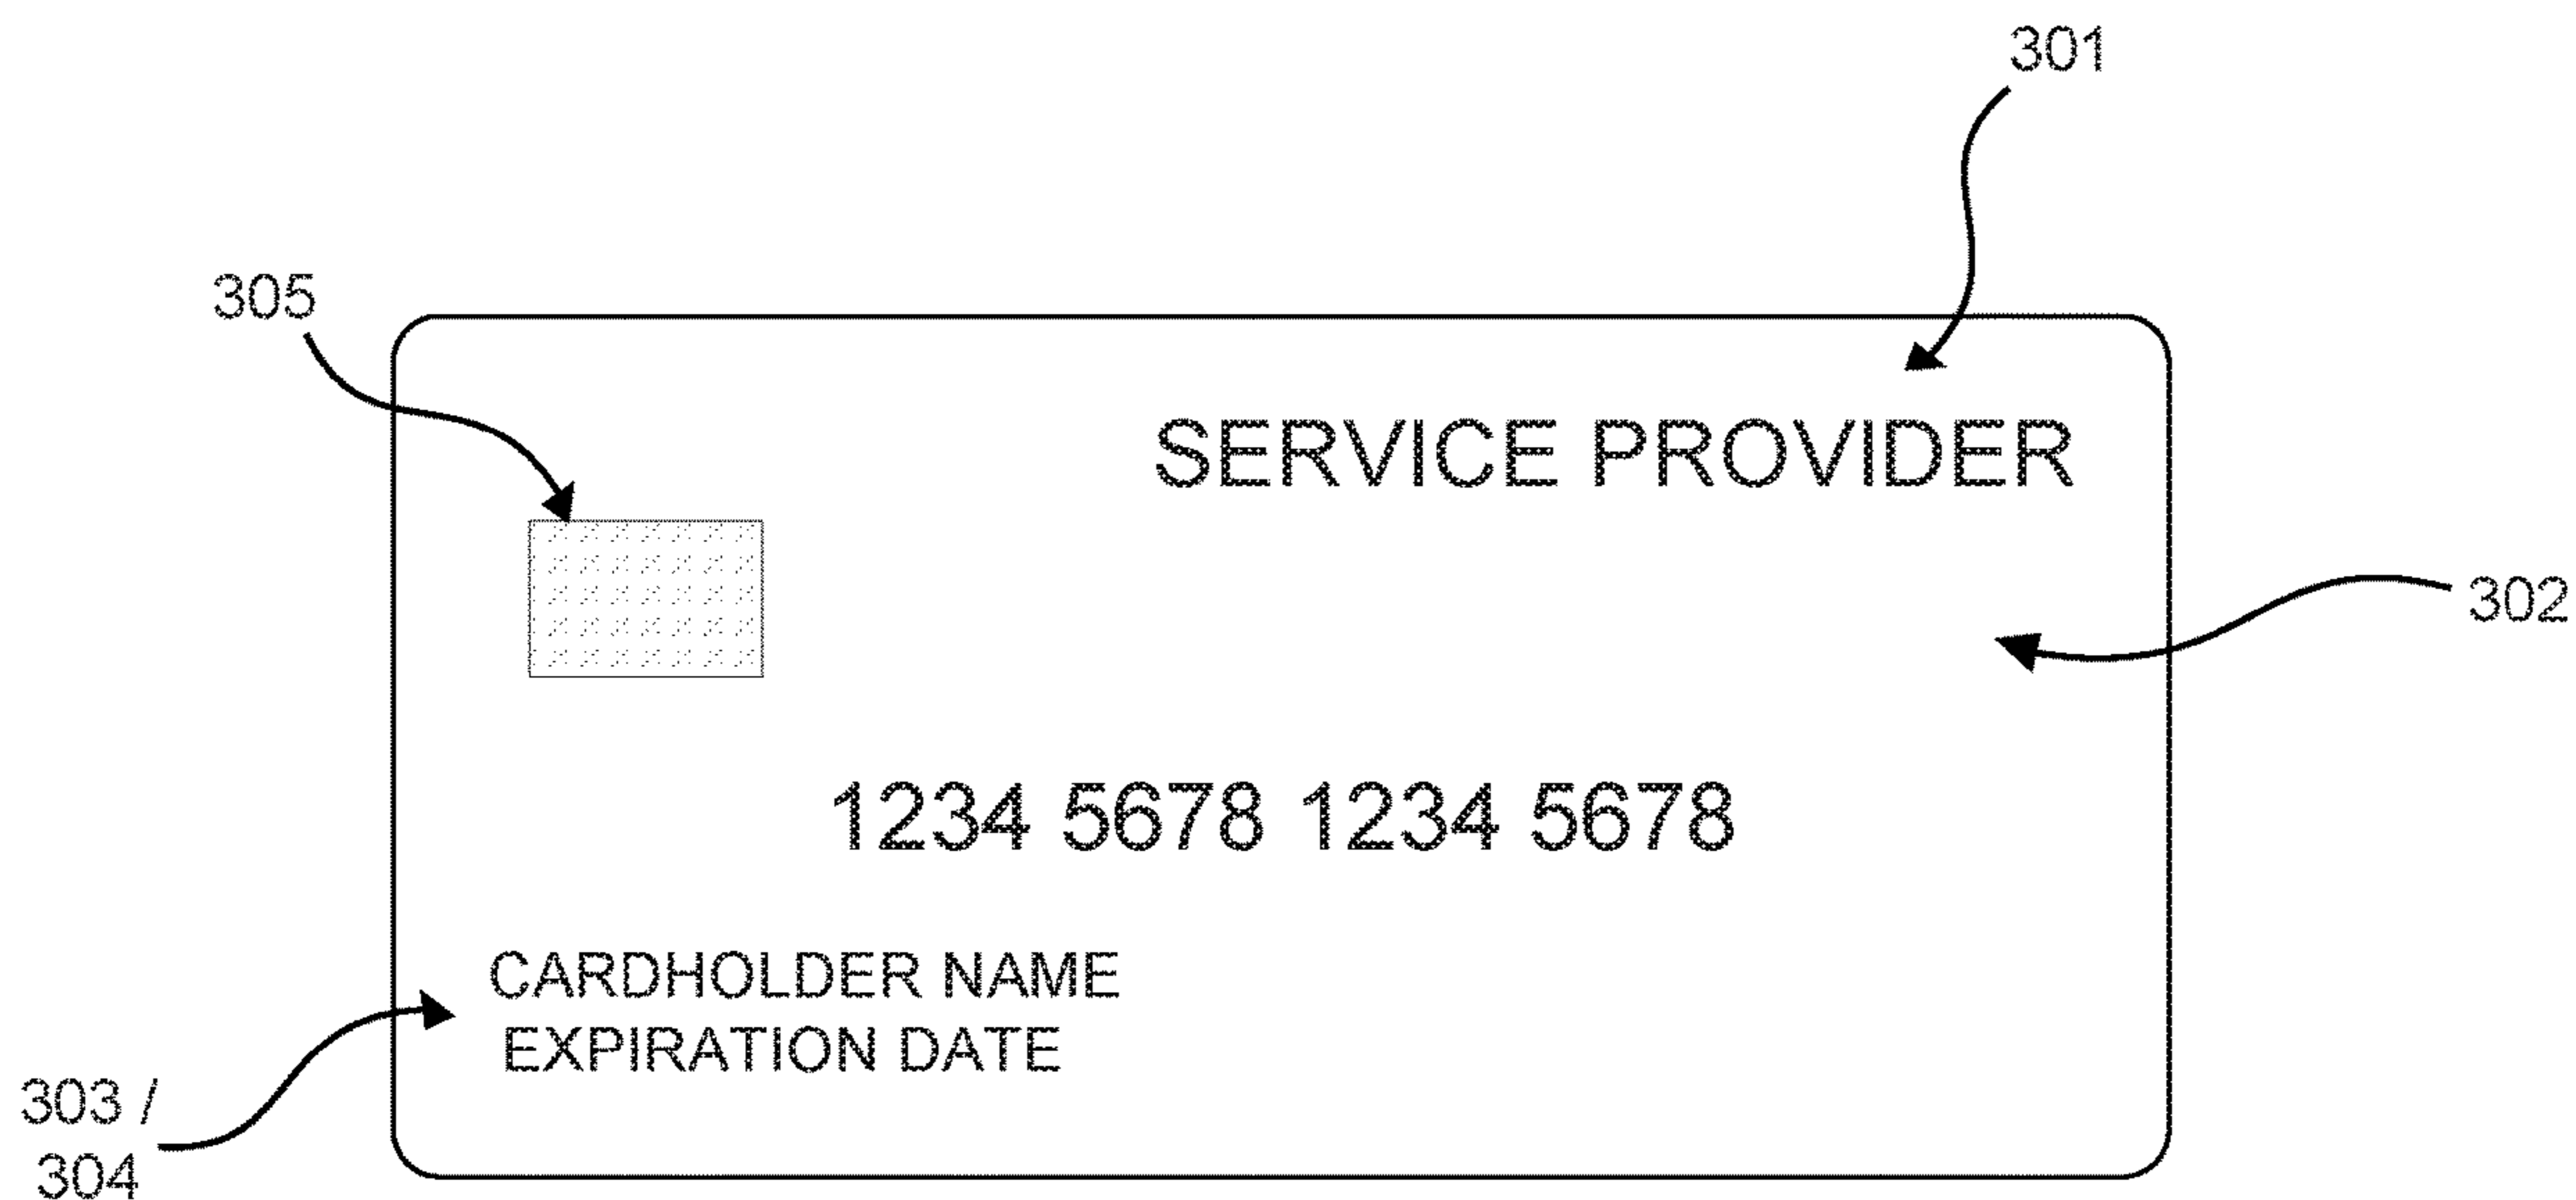 301
305
SERVICE PROVIDER
302
1234 5678 1234 5678
CARDHOLDER NAME
EXPIRATION DATE
303 /
304